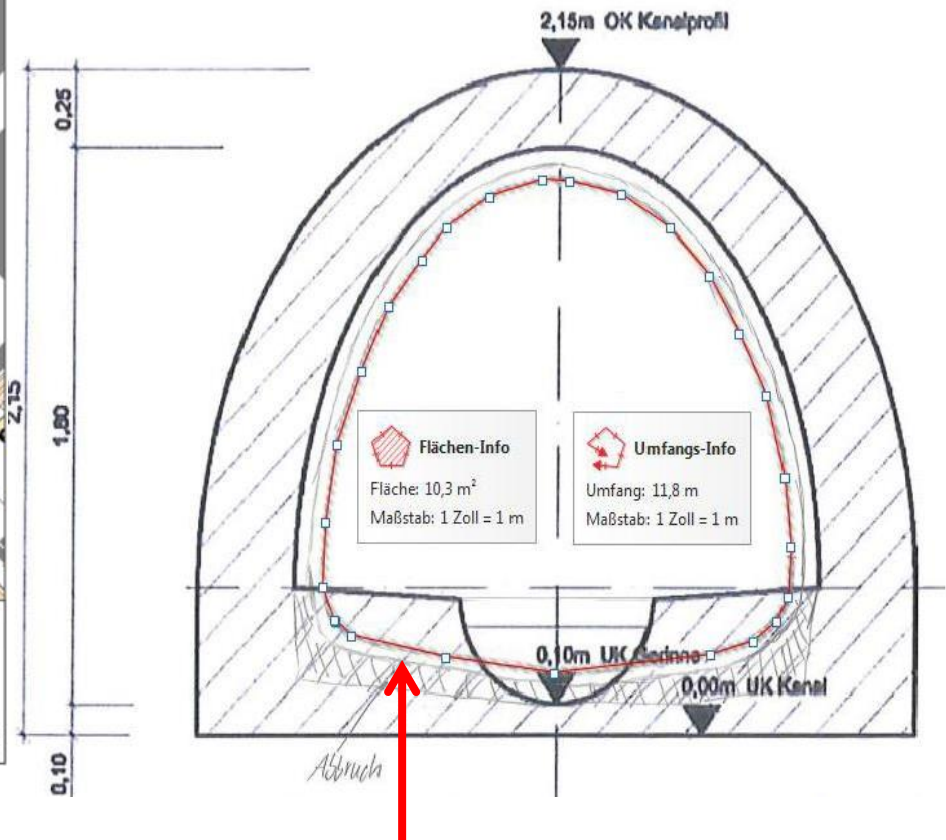 2,15m OK Kanalprofil
0,25
2,15
1,80
Flächen-Info
Fläche: 10,3 m²
Maßstab: 1 Zoll = 1 m
Umfangs-Info
Umfang: 11,8 m
Maßstab: 1 Zoll = 1 m
0,10m UK Gerinne
0,00m UK Kanal
Abbruch
0,10